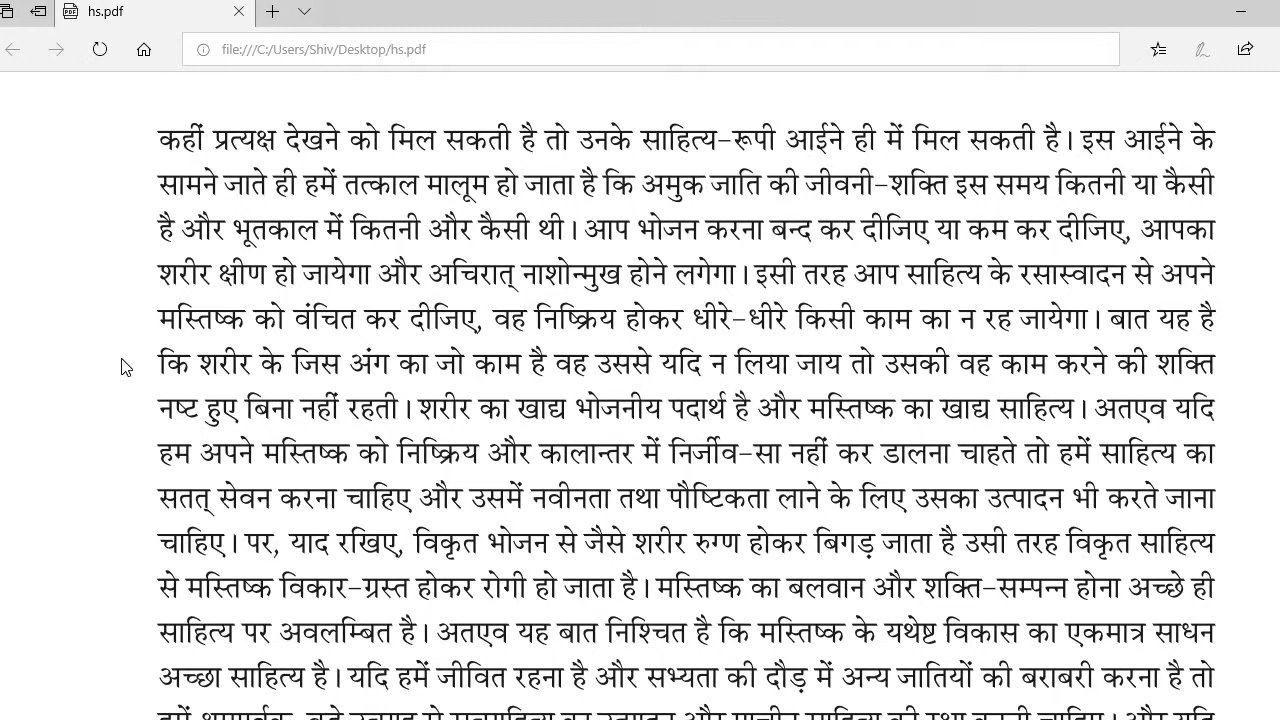 hs.pdf
file:///C:/Users/Shiv/Desktop/hs.pdf
कहीं प्रत्यक्ष देखने को मिल सकती है तो उनके साहित्य-रूपी आईने ही में मिल सकती है। इस आईने के
सामने जाते ही हमें तत्काल मालूम हो जाता है कि अमुक जाति की जीवनी-शक्ति इस समय कितनी या कैसी
है और भूतकाल में कितनी और कैसी थी। आप भोजन करना बन्द कर दीजिए या कम कर दीजिए, आपका
शरीर क्षीण हो जायेगा और अचिरात् नाशोन्मुख होने लगेगा। इसी तरह आप साहित्य के रसास्वादन से अपने
मस्तिष्क को वंचित कर दीजिए, वह निष्क्रिय होकर धीरे-धीरे किसी काम का न रह जायेगा। बात यह है
कि शरीर के जिस अंग का जो काम है वह उससे यदि न लिया जाय तो उसकी वह काम करने की शक्ति
नष्ट हुए बिना नहीं रहती। शरीर का खाद्य भोजनीय पदार्थ है और मस्तिष्क का खाद्य साहित्य। अतएव यदि
हम अपने मस्तिष्क को निष्क्रिय और कालान्तर में निर्जीव-सा नहीं कर डालना चाहते तो हमें साहित्य का
सतत् सेवन करना चाहिए और उसमें नवीनता तथा पौष्टिकता लाने के लिए उसका उत्पादन भी करते जाना
चाहिए। पर, याद रखिए, विकृत भोजन से जैसे शरीर रुग्ण होकर बिगड़ जाता है उसी तरह विकृत साहित्य
से मस्तिष्क विकार-ग्रस्त होकर रोगी हो जाता है। मस्तिष्क का बलवान और शक्ति-सम्पन्न होना अच्छे ही
साहित्य पर अवलम्बित है। अतएव यह बात निश्चित है कि मस्तिष्क के यथेष्ट विकास का एकमात्र साधन
अच्छा साहित्य है। यदि हमें जीवित रहना है और सभ्यता की दौड़ में अन्य जातियों की बराबरी करना है तो